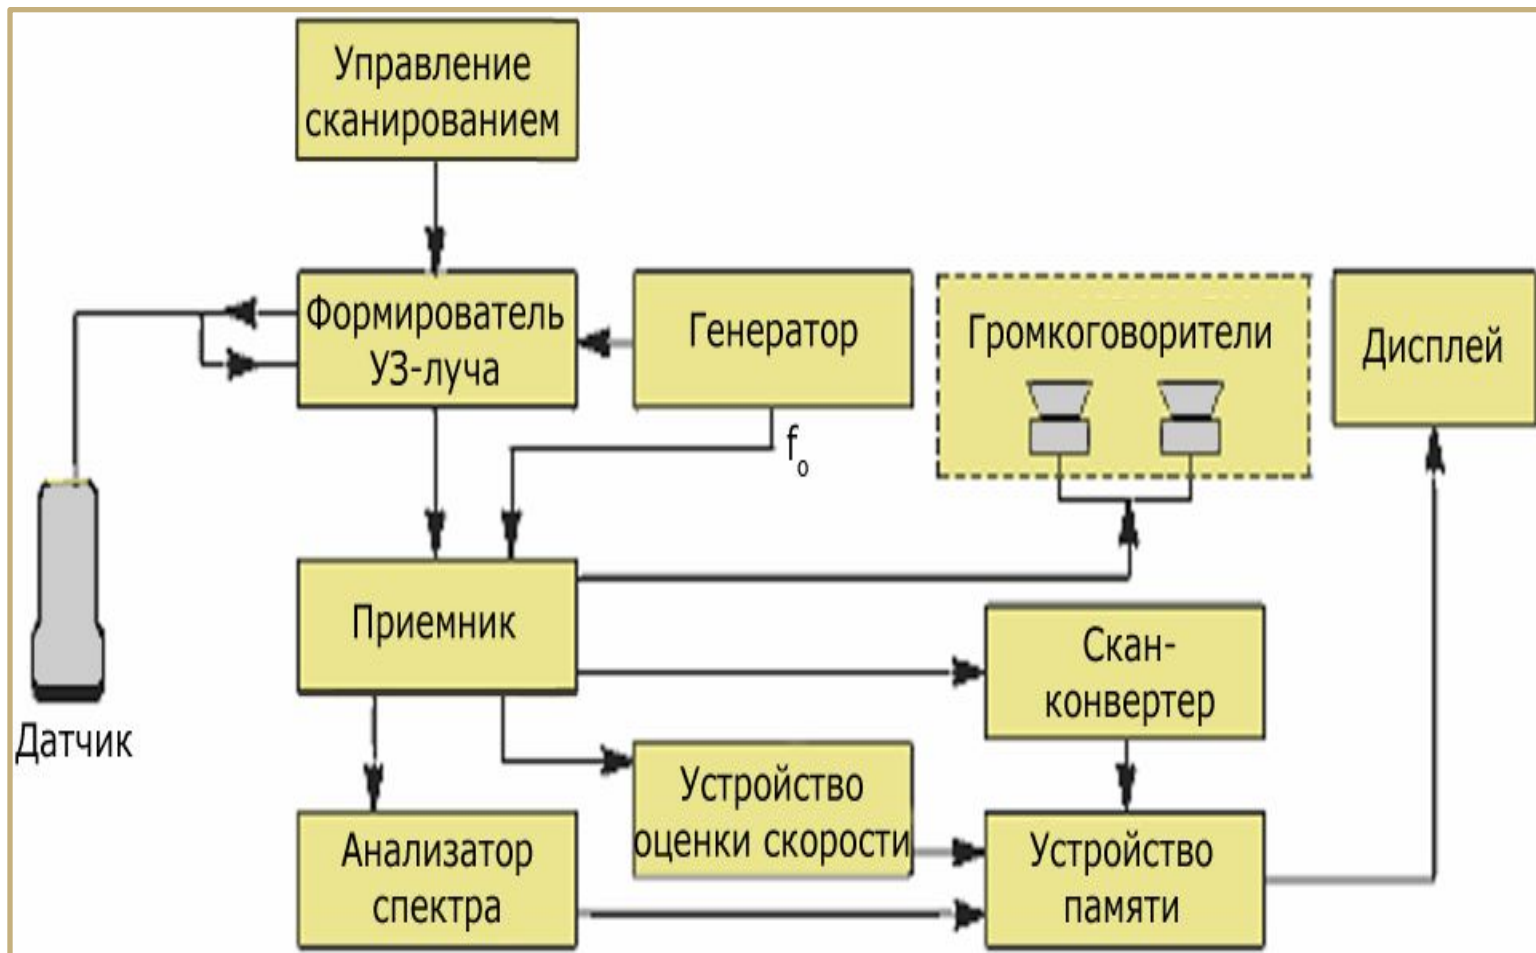 Управление
сканированием
Формирователь
УЗ-луча
Генератор
Громкоговорители
Дисплей
fo
Приемник
Скан-
конвертер
Датчик
Устройство
оценки скорости
Анализатор
спектра
Устройство
памяти